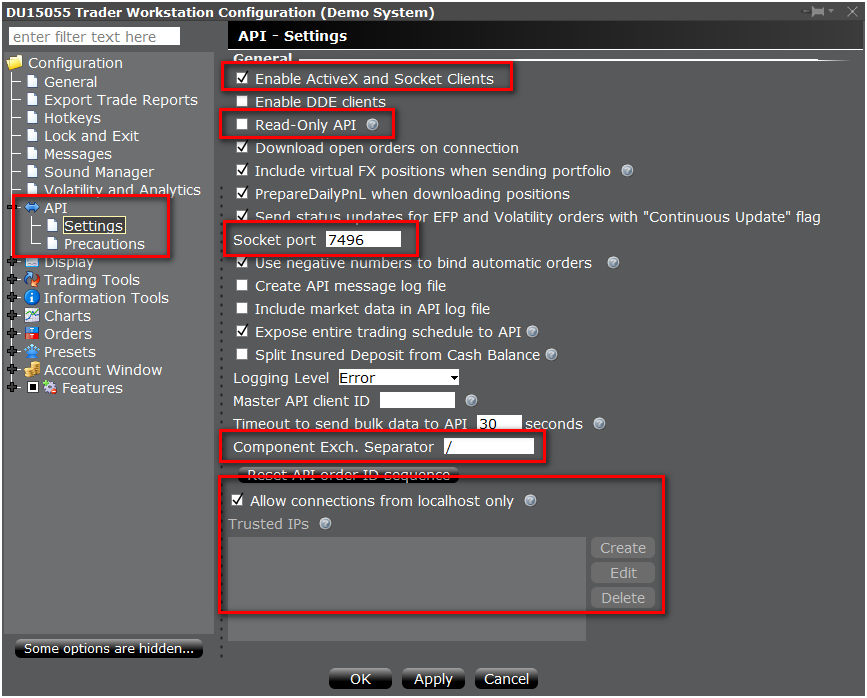 DU15055 Trader Workstation Configuration (Demo System)
enter filter text here
Configuration
General
Export Trade Reports
Hotkeys
Lock and Exit
Messages
Sound Manager
Volatility and Analytics
API
Settings
Precautions
Display
Trading Tools
Information Tools
Charts
Orders
Presets
Account Window
Features
Some options are hidden...
API - Settings
General
Enable ActiveX and Socket Clients
Enable DDE clients
Read-Only API ?
Download open orders on connection
Include virtual FX positions when sending portfolio ?
PrepareDailyPnL when downloading positions
Send status updates for EFP and Volatility orders with "Continuous Update" flag
Socket port 7496
Use negative numbers to bind automatic orders ?
Create API message log file
Include market data in API log file
Expose entire trading schedule to API ?
Split Insured Deposit from Cash Balance ?
Logging Level Error
Master API client ID ?
Timeout to send bulk data to API 30 seconds ?
Component Exch. Separator /
Reset API order ID sequence
Allow connections from localhost only ?
Trusted IPs ?
Create
Edit
Delete
OK Apply Cancel